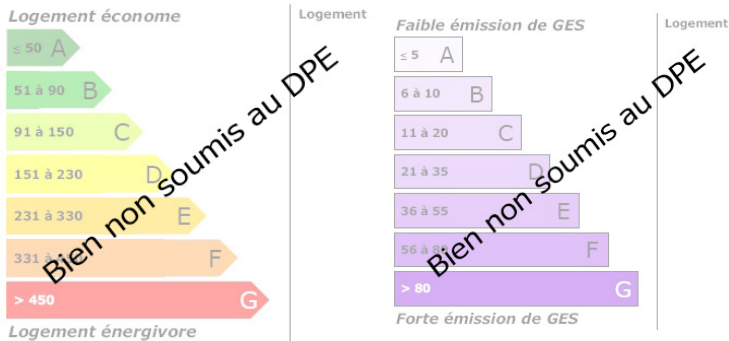 Logement économe
Logement
≤ 50 A
51 à 90 B
91 à 150 C
151 à 230 D
231 à 330 E
331 à F
> 450 G
Logement énergivore
Bien non soumis au DPE
Faible émission de GES
Logement
≤ 5 A
6 à 10 B
11 à 20 C
21 à 35 D
36 à 55 E
56 à F
> 80 G
Forte émission de GES
Bien non soumis au DPE